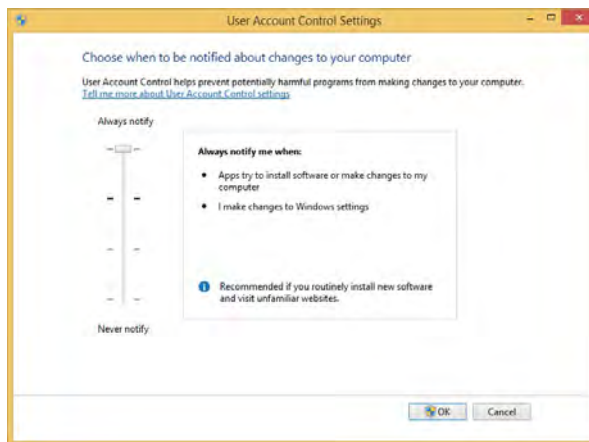 User Account Control Settings
Choose when to be notified about changes to your computer
User Account Control helps prevent potentially harmful programs from making changes to your computer.
Tell me more about User Account Control settings
Always notify
Always notify me when:
Apps try to install software or make changes to my
computer
I make changes to Windows settings
Recommended if you routinely install new software
and visit unfamiliar websites.
Never notify
OK
Cancel